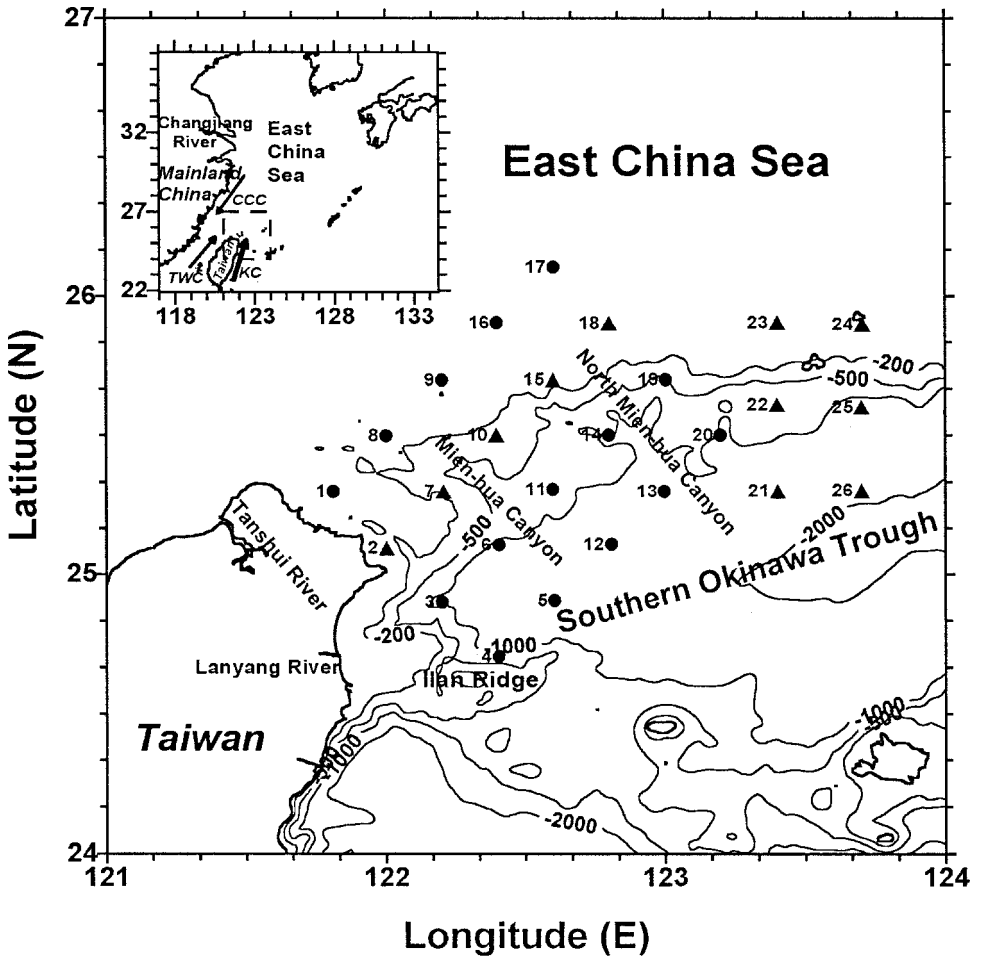 27
26
25
24
Latitude (N)
32
27
22
118
123
129
133
Changjiang
River
East
China
Sea
Mainland
China
CCC
TWC
Taiwan
KC
East China Sea
17
16
18
23
24
-200
-500
9
15
19
North Mien-hua Canyon
22
25
8
10
14
20
Mien-hua Canyon
1
7
11
13
21
26
-500
-2000
2
6
12
Tanshui River
Southern Okinawa Trough
3
5
-200
-1000
4
Lanyang River
Ilan Ridge
Taiwan
-1000
-500
-500
-1000
-2000
121
122
123
124
Longitude (E)